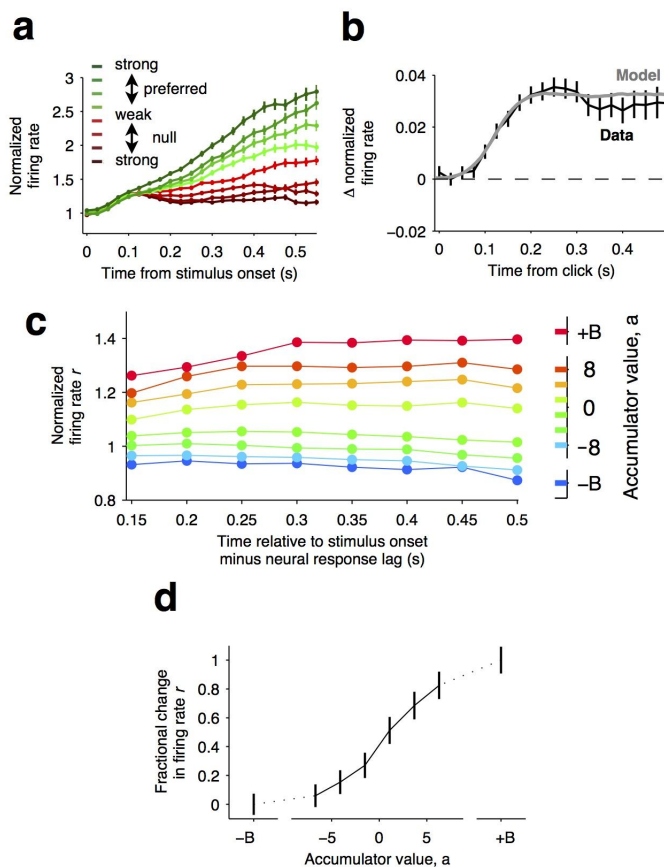 a
strong
preferred
weak
null
strong
Normalized
firing rate
3
2.5
2
1.5
1
0 0.1 0.2 0.3 0.4 0.5
Time from stimulus onset (s)
b
Model
Data
Δ normalized
firing rate
0.04
0.02
0
−0.02
0 0.1 0.2 0.3 0.4
Time from click (s)
c
Normalized
firing rate r
1.4
1.2
1
0.8
0.15 0.2 0.25 0.3 0.35 0.4 0.45 0.5
Time relative to stimulus onset
minus neural response lag (s)
+B
8
0
−8
−B
Accumulator value, a
d
Fractional change
in firing rate r
1
0.8
0.6
0.4
0.2
0
−B −5 0 5 +B
Accumulator value, a